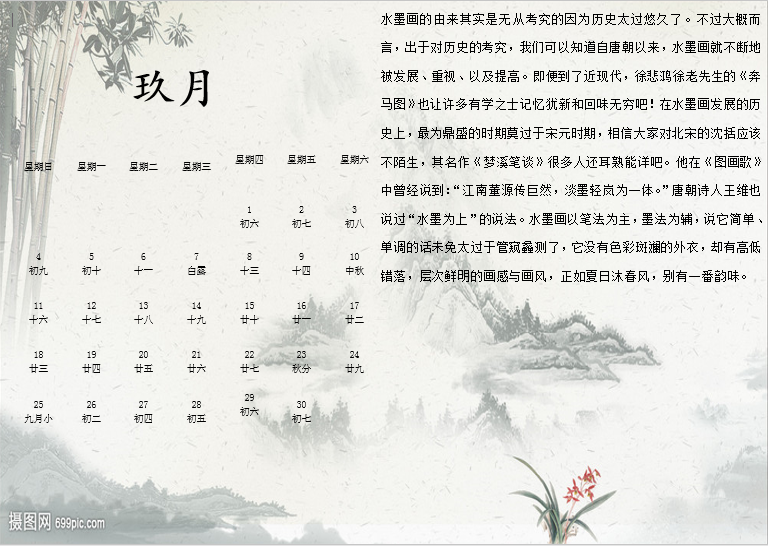 玖月
星期日 星期一 星期二 星期三 星期四 星期五 星期六
1 2 3
初六 初七 初八
4 5 6 7 8 9 10
初九 初十 十一 白露 十三 十四 中秋
11 12 13 14 15 16 17
十六 十七 十八 十九 廿十 廿一 廿二
18 19 20 21 22 23 24
廿三 廿四 廿五 廿六 廿七 秋分 廿九
25 26 27 28 29 30
九月小 初二 初四 初五 初六 初七
水墨画的由来其实是无从考究的因为历史太过悠久了。不过大概而
言，出于对历史的考究，我们可以知道自唐朝以来，水墨画就不断地
被发展、重视、以及提高。即便到了近现代，徐悲鸿徐老先生的《奔
马图》也让许多有学之士记忆犹新和回味无穷吧！在水墨画发展的历
史上，最为鼎盛的时期莫过于宋元时期，相信大家对北宋的沈括应该
不陌生，其名作《梦溪笔谈》很多人还耳熟能详吧。他在《图画歌》
中曾经说到：“江南董源传巨然，淡墨轻岚为一体。”唐朝诗人王维也
说过“水墨为上”的说法。水墨画以笔法为主，墨法为辅，说它简单、
单调的话未免太过于管窥蠡测了，它没有色彩斑斓的外衣，却有高低
错落，层次鲜明的画感与画风，正如夏日沐春风，别有一番韵味。
摄图网 699pic.com